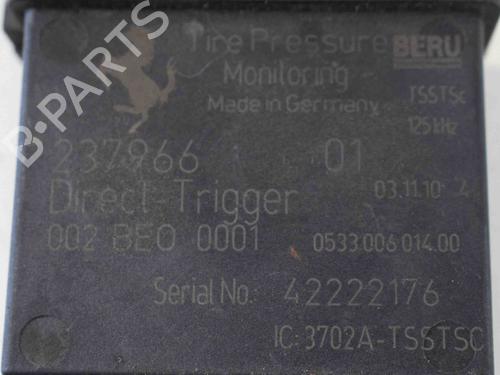 Tire Pressure BERU
Monitoring
TSSTSc
Made in Germany
125 kHz
237966 01
03.11.10
Direct-Trigger
002 BE0 0001 0533.006.014.00
Serial No.: 42222176
IC: 3702A-TSSTSC
B-PARTS